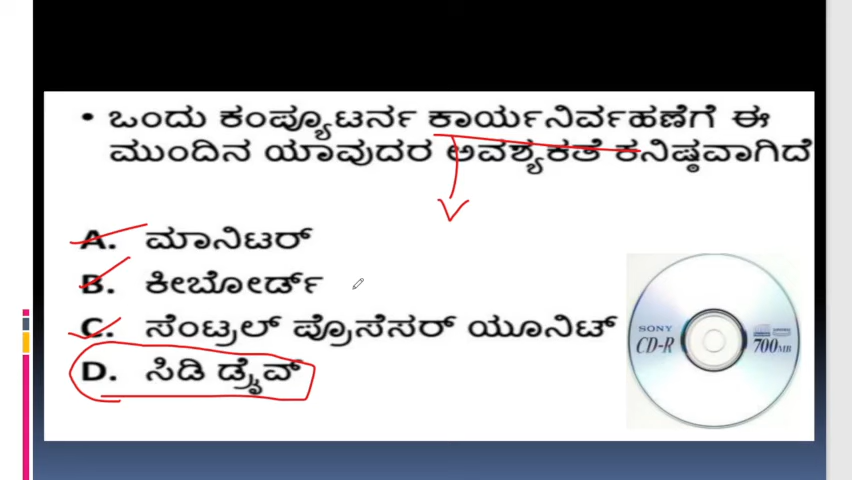 • ಒಂದು ಕಂಪ್ಯೂಟರ್ನ ಕಾರ್ಯನಿರ್ವಹಣೆಗೆ ಈ
ಮುಂದಿನ ಯಾವುದರ ಅವಶ್ಯಕತೆ ಕನಿಷ್ಠವಾಗಿದೆ
A. ಮಾನಿಟರ್
B. ಕೀಬೋರ್ಡ್
C. ಸೆಂಟ್ರಲ್ ಪ್ರೊಸೆಸರ್ ಯೂನಿಟ್
D. ಸಿಡಿ ಡ್ರೈವ್
SONY
CD-R 700MB